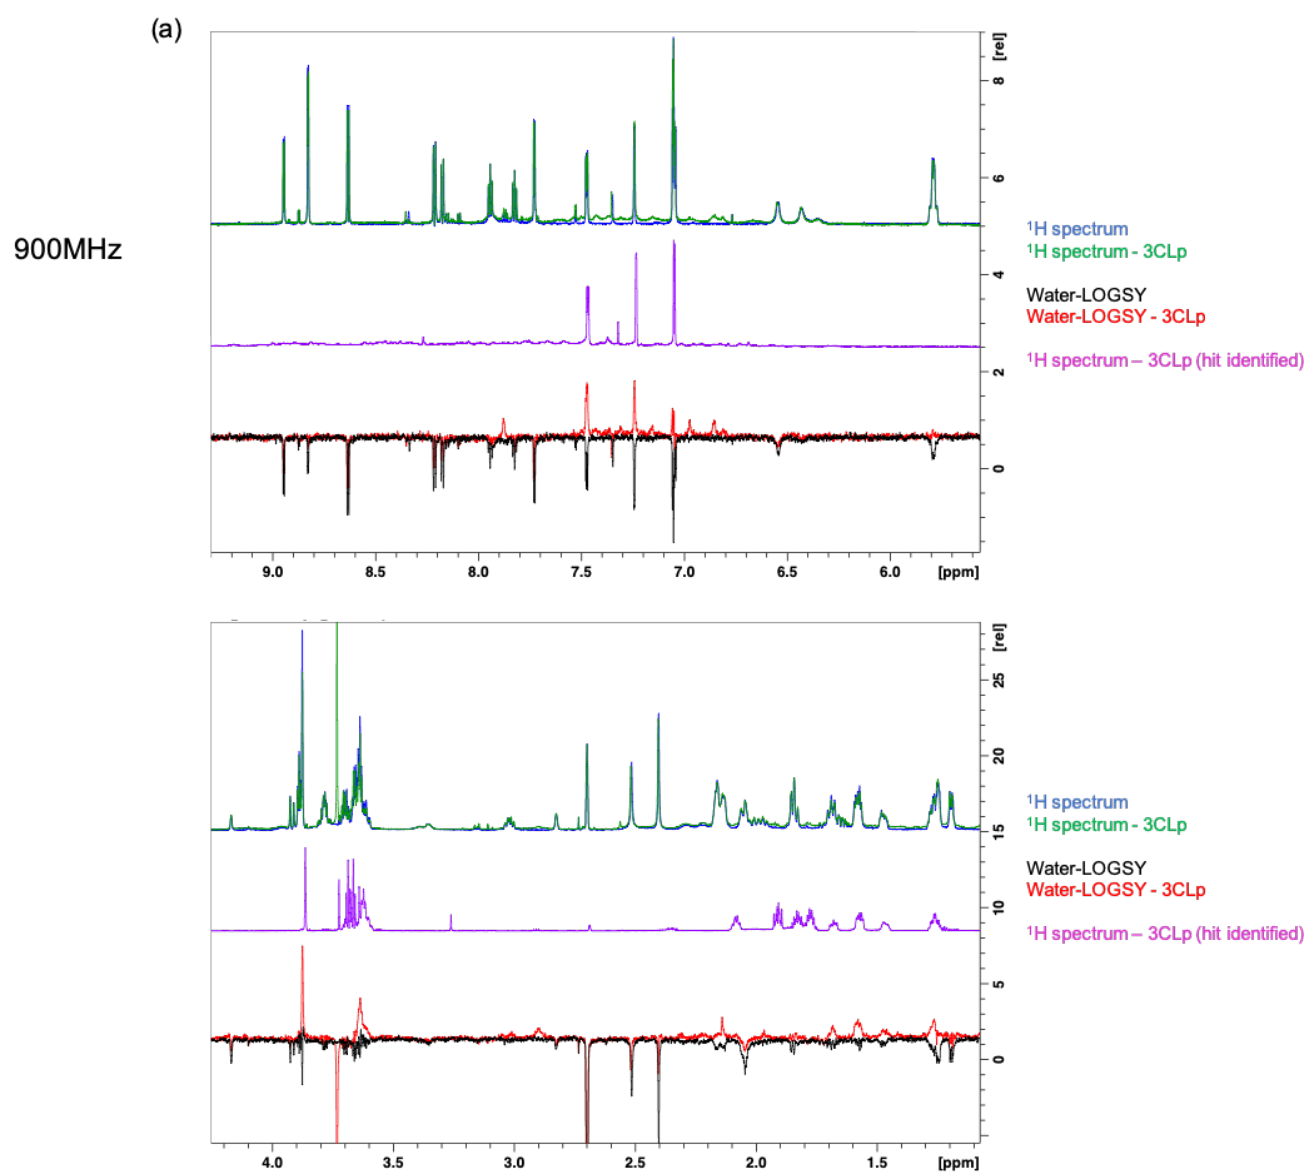 (a)
900MHz
[rel]
8
6
4
2
0
¹H spectrum
¹H spectrum - 3CLp
Water-LOGSY
Water-LOGSY - 3CLp
¹H spectrum – 3CLp (hit identified)
9.0 8.5 8.0 7.5 7.0 6.5 6.0 [ppm]
[rel]
25
20
15
10
5
0
¹H spectrum
¹H spectrum - 3CLp
Water-LOGSY
Water-LOGSY - 3CLp
¹H spectrum – 3CLp (hit identified)
4.0 3.5 3.0 2.5 2.0 1.5 [ppm]